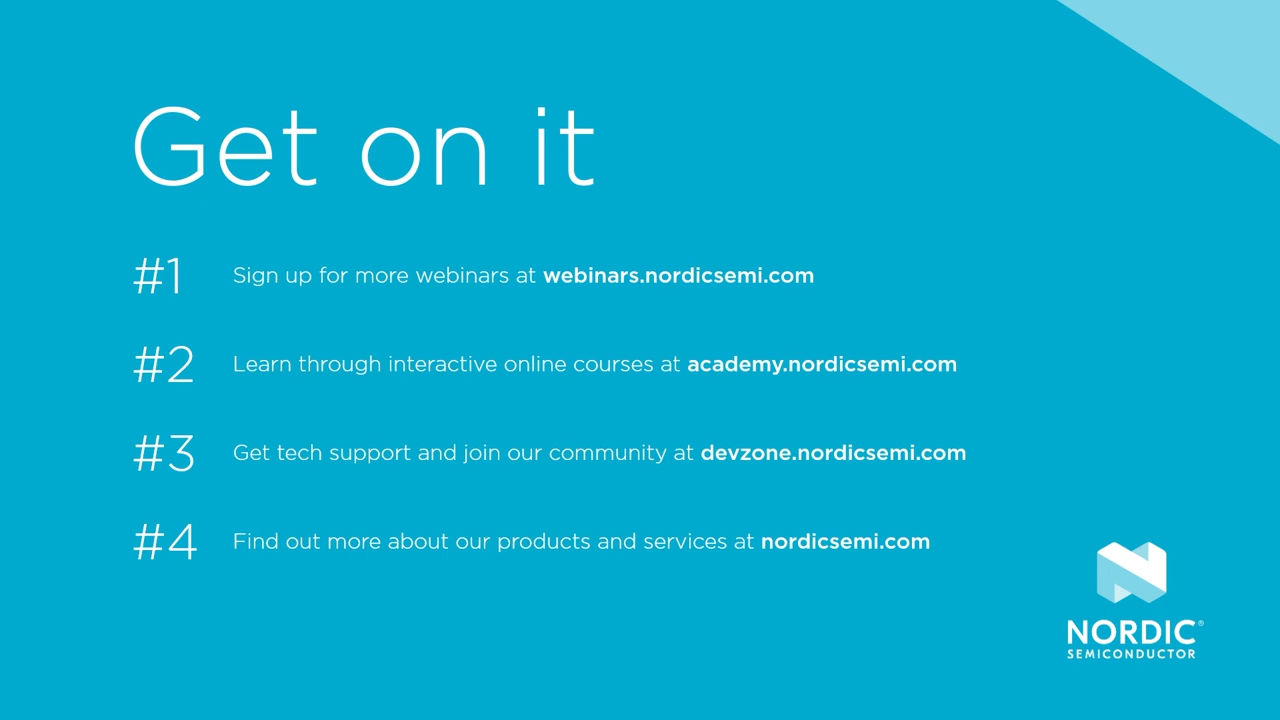 Get on it
#1 Sign up for more webinars at webinars.nordicsemi.com
#2 Learn through interactive online courses at academy.nordicsemi.com
#3 Get tech support and join our community at devzone.nordicsemi.com
#4 Find out more about our products and services at nordicsemi.com
NORDIC®
SEMICONDUCTOR